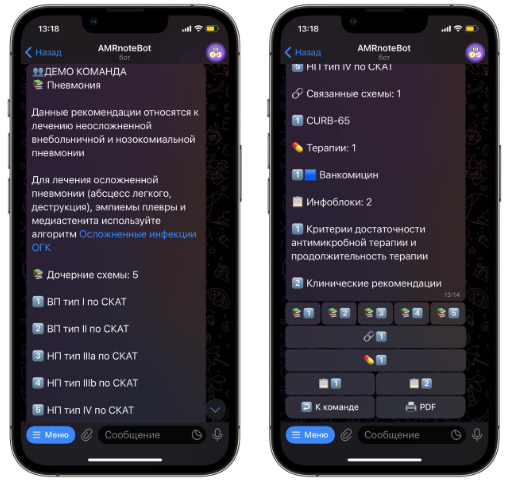 13:18
Назад
AMRnoteBot
бот
ДЕМО КОМАНДА
Пневмония
Данные рекомендации относятся к
лечению неосложненной
внебольничной и нозокомиальной
пневмонии
Для лечения осложненной
пневмонии (абсцесс легкого,
деструкция), эмпиемы плевры и
медиастенита используйте
алгоритм Осложненные инфекции
ОГК
Дочерние схемы: 5
1 ВП тип I по СКАТ
2 ВП тип II по СКАТ
3 НП тип IIIa по СКАТ
4 НП тип IIIb по СКАТ
5 НП тип IV по СКАТ
Меню
Сообщение
13:18
Назад
AMRnoteBot
бот
5 НП тип IV по СКАТ
Связанные схемы: 1
1 CURB-65
Терапии: 1
1 Ванкомицин
Инфоблоки: 2
1 Критерии достаточности
антимикробной терапии и
продолжительность терапии
2 Клинические рекомендации
13:14
1 2 3 4 5
1
1
1 2
К команде PDF
Меню
Сообщение